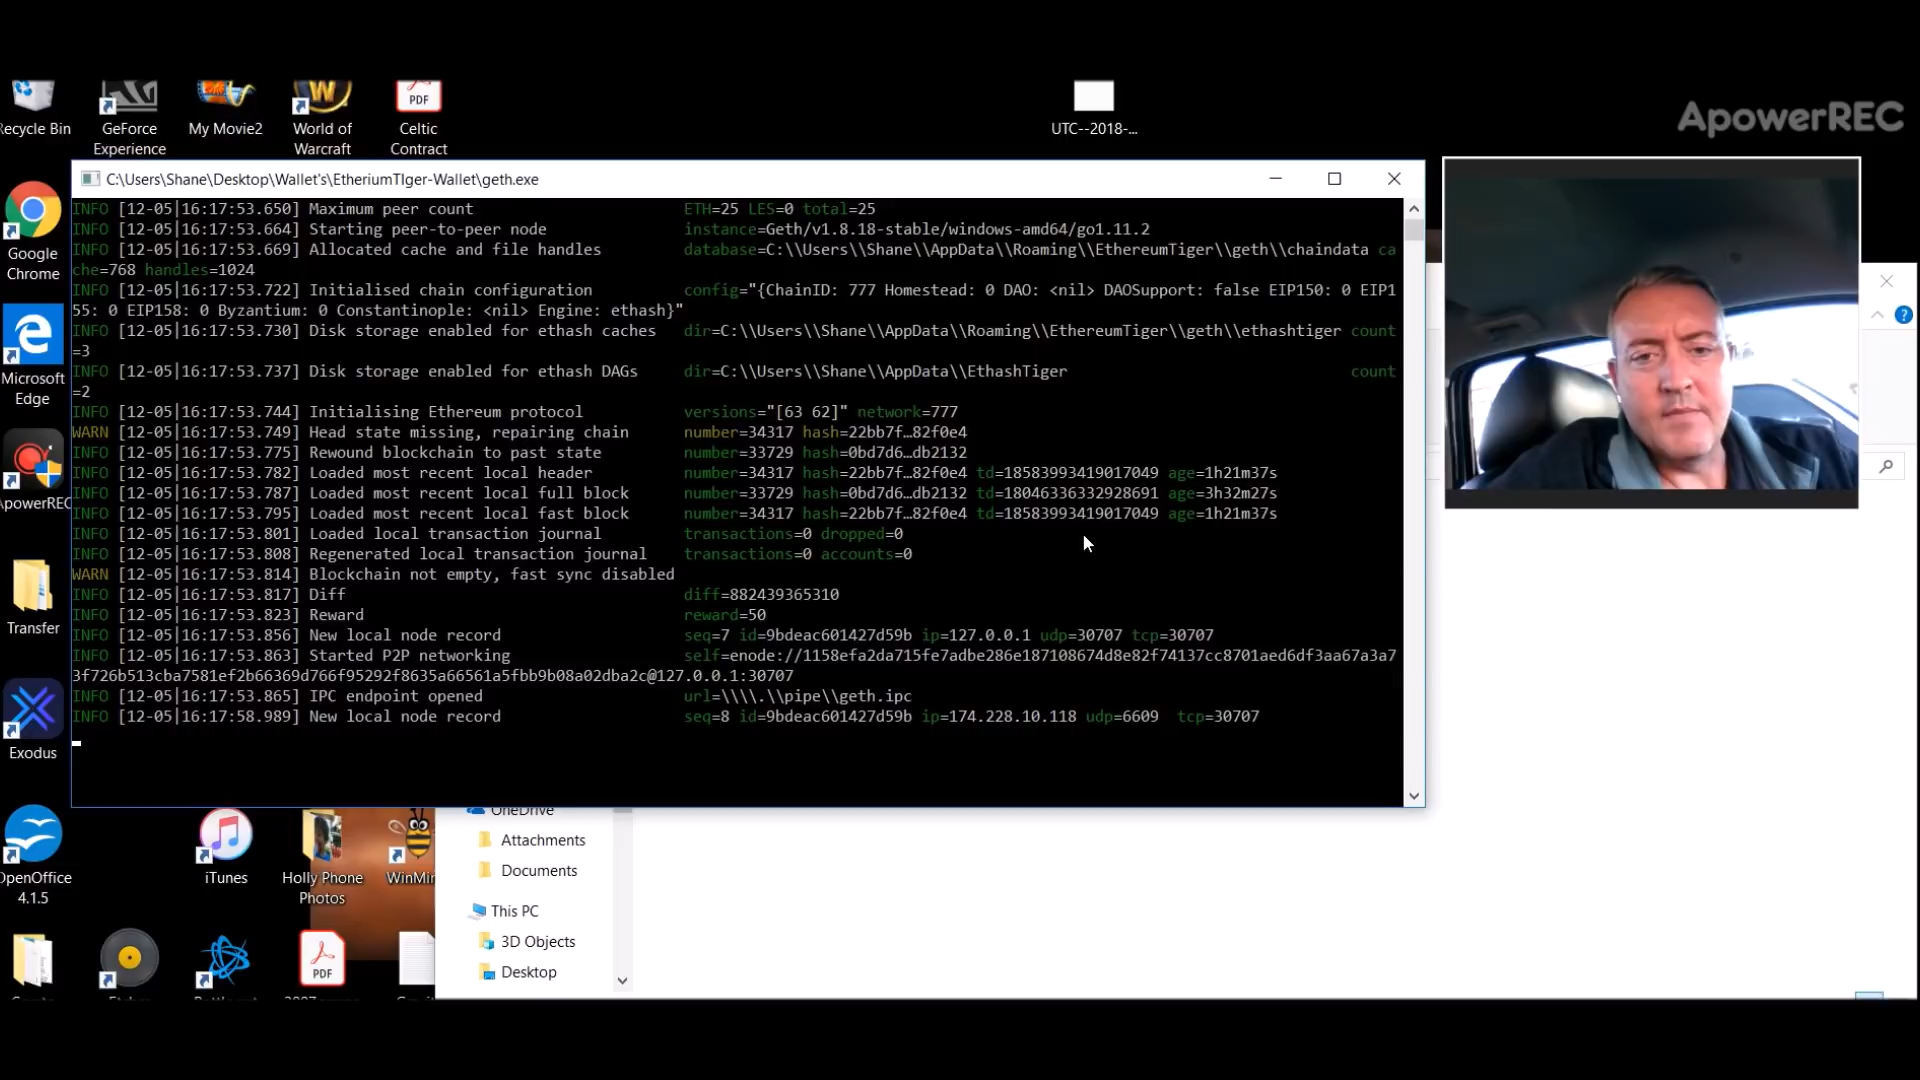 Recycle Bin
GeForce
Experience
My Movie2
World of
Warcraft
PDF
Celtic
Contract
UTC--2018-...
ApowerREC
C:\Users\Shane\Desktop\Wallet's\EtheriumTIger-Wallet\geth.exe
INFO [12-05|16:17:53.650] Maximum peer count ETH=25 LES=0 total=25
INFO [12-05|16:17:53.664] Starting peer-to-peer node instance=Geth/v1.8.18-stable/windows-amd64/go1.11.2
INFO [12-05|16:17:53.669] Allocated cache and file handles database=C:\\Users\\Shane\\AppData\\Roaming\\EthereumTiger\\geth\\chaindata ca
che=768 handles=1024
INFO [12-05|16:17:53.722] Initialised chain configuration config="{ChainID: 777 Homestead: 0 DAO: <nil> DAOSupport: false EIP150: 0 EIP1
55: 0 EIP158: 0 Byzantium: 0 Constantinople: <nil> Engine: ethash}"
INFO [12-05|16:17:53.730] Disk storage enabled for ethash caches dir=C:\\Users\\Shane\\AppData\\Roaming\\EthereumTiger\\geth\\ethashtiger count
=3
INFO [12-05|16:17:53.737] Disk storage enabled for ethash DAGs dir=C:\\Users\\Shane\\AppData\\EthashTiger count
=2
INFO [12-05|16:17:53.744] Initialising Ethereum protocol versions="[63 62]" network=777
WARN [12-05|16:17:53.749] Head state missing, repairing chain number=34317 hash=22bb7f…82f0e4
INFO [12-05|16:17:53.775] Rewound blockchain to past state number=33729 hash=0bd7d6…db2132
INFO [12-05|16:17:53.782] Loaded most recent local header number=34317 hash=22bb7f…82f0e4 td=18583993419017049 age=1h21m37s
INFO [12-05|16:17:53.787] Loaded most recent local full block number=33729 hash=0bd7d6…db2132 td=18046336332928691 age=3h32m27s
INFO [12-05|16:17:53.795] Loaded most recent local fast block number=34317 hash=22bb7f…82f0e4 td=18583993419017049 age=1h21m37s
INFO [12-05|16:17:53.801] Loaded local transaction journal transactions=0 dropped=0
INFO [12-05|16:17:53.808] Regenerated local transaction journal transactions=0 accounts=0
WARN [12-05|16:17:53.814] Blockchain not empty, fast sync disabled
INFO [12-05|16:17:53.817] Diff diff=882439365310
INFO [12-05|16:17:53.823] Reward reward=50
INFO [12-05|16:17:53.856] New local node record seq=7 id=9bdeac601427d59b ip=127.0.0.1 udp=30707 tcp=30707
INFO [12-05|16:17:53.863] Started P2P networking self=enode://1158efa2da715fe7adbe286e187108674d8e82f74137cc8701aed6df3aa67a3a7
3f726b513cba7581ef2b66369d766f95292f8635a66561a5fbb9b08a02dba2c@127.0.0.1:30707
INFO [12-05|16:17:53.865] IPC endpoint opened url=\\\\.\\pipe\\geth.ipc
INFO [12-05|16:17:58.989] New local node record seq=8 id=9bdeac601427d59b ip=174.228.10.118 udp=6609 tcp=30707
Google
Chrome
Microsoft
Edge
ApowerREC
Transfer
Exodus
OpenOffice
4.1.5
iTunes
Holly Phone
Photos
WinMin
PDF
OneDrive
Attachments
Documents
This PC
3D Objects
Desktop